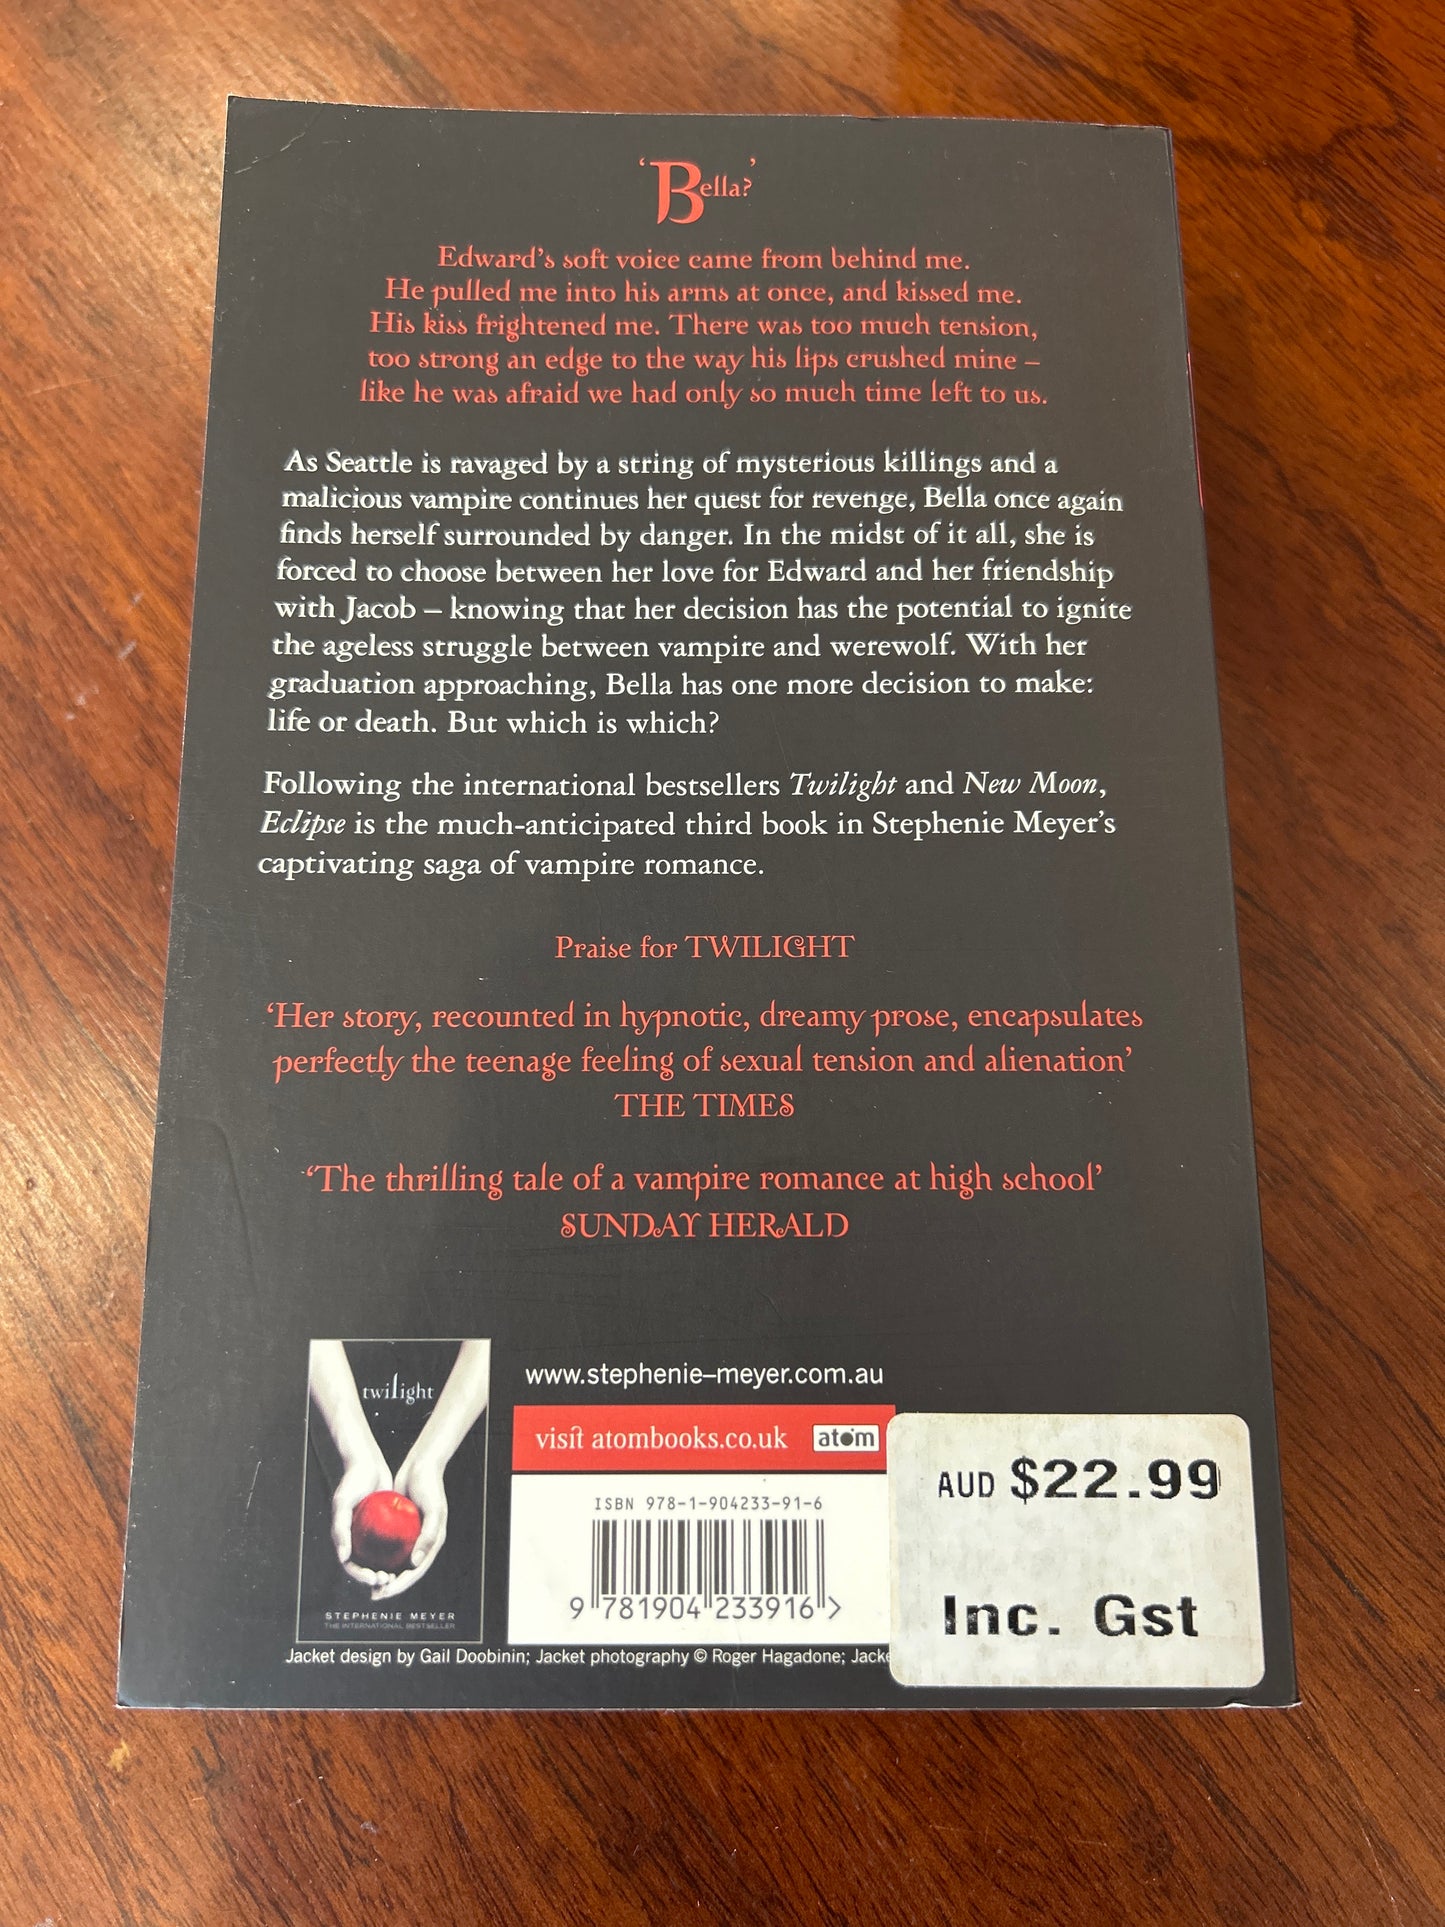 ‘Bella?’
Edward’s soft voice came from behind me.
He pulled me into his arms at once, and kissed me.
His kiss frightened me. There was too much tension,
too strong an edge to the way his lips crushed mine –
like he was afraid we had only so much time left to us.
As Seattle is ravaged by a string of mysterious killings and a
malicious vampire continues her quest for revenge, Bella once again
finds herself surrounded by danger. In the midst of it all, she is
forced to choose between her love for Edward and her friendship
with Jacob – knowing that her decision has the potential to ignite
the ageless struggle between vampire and werewolf. With her
graduation approaching, Bella has one more decision to make:
life or death. But which is which?
Following the international bestsellers Twilight and New Moon,
Eclipse is the much-anticipated third book in Stephenie Meyer’s
captivating saga of vampire romance.
Praise for TWILIGHT
‘Her story, recounted in hypnotic, dreamy prose, encapsulates
perfectly the teenage feeling of sexual tension and alienation’
THE TIMES
‘The thrilling tale of a vampire romance at high school’
SUNDAY HERALD
twilight
STEPHENIE MEYER
THE INTERNATIONAL BESTSELLER
www.stephenie–meyer.com.au
visit atombooks.co.uk atom
ISBN 978-1-904233-91-6
9 781904 233916 >
AUD $22.99
Inc. Gst
Jacket design by Gail Doobinin; Jacket photography © Roger Hagadone; Jacke